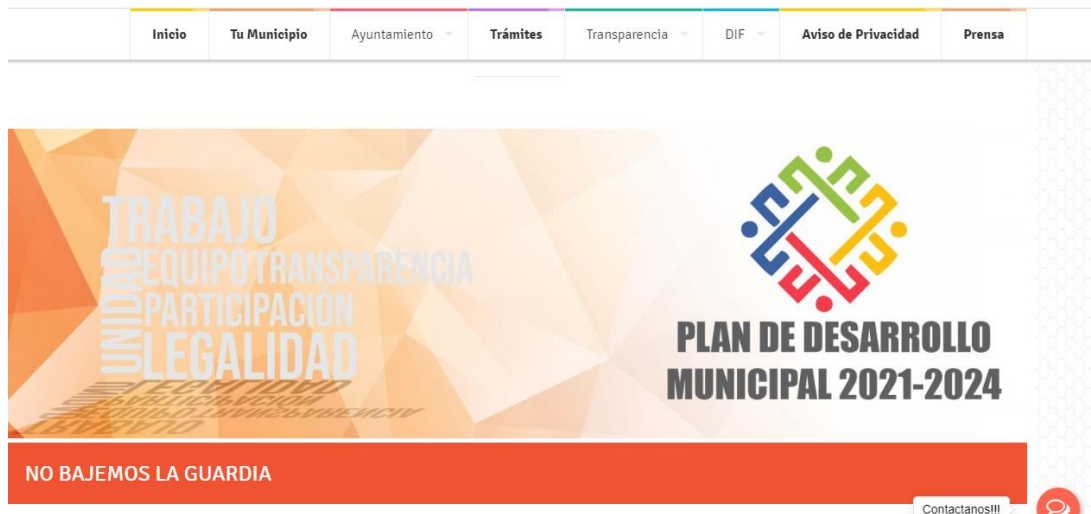 Inicio Tu Municipio Ayuntamiento Trámites Transparencia DIF Aviso de Privacidad Prensa
TRABAJO
UNIDAD
EQUIPO TRANSPARENCIA
PARTICIPACIÓN
LEGALIDAD
PLAN DE DESARROLLO
MUNICIPAL 2021-2024
NO BAJEMOS LA GUARDIA
Contactanos!!!